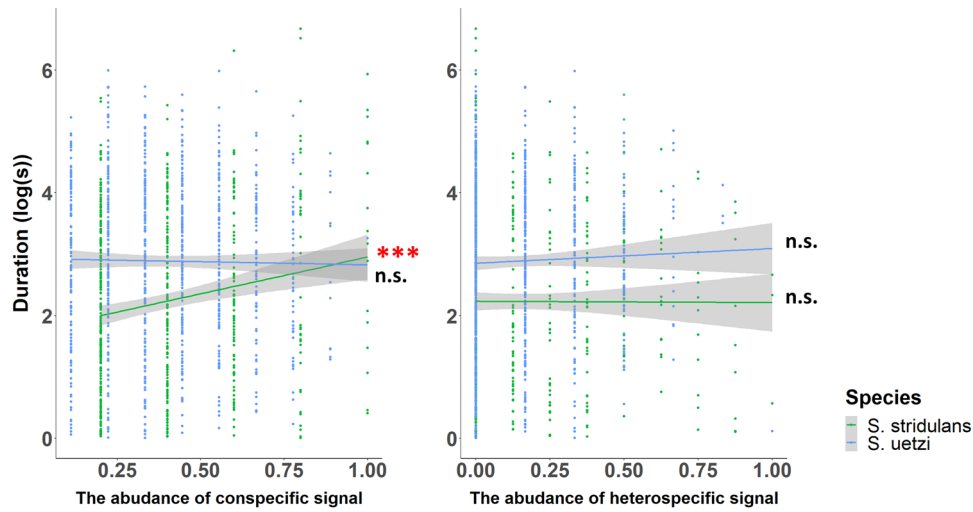 Duration (log(s))
6
4
2
0
0.25 0.50 0.75 1.00
The abudance of conspecific signal
***
n.s.
0.00 0.25 0.50 0.75 1.00
The abudance of heterospecific signal
6
4
2
0
n.s.
n.s.
Species
S. stridulans
S. uetzi